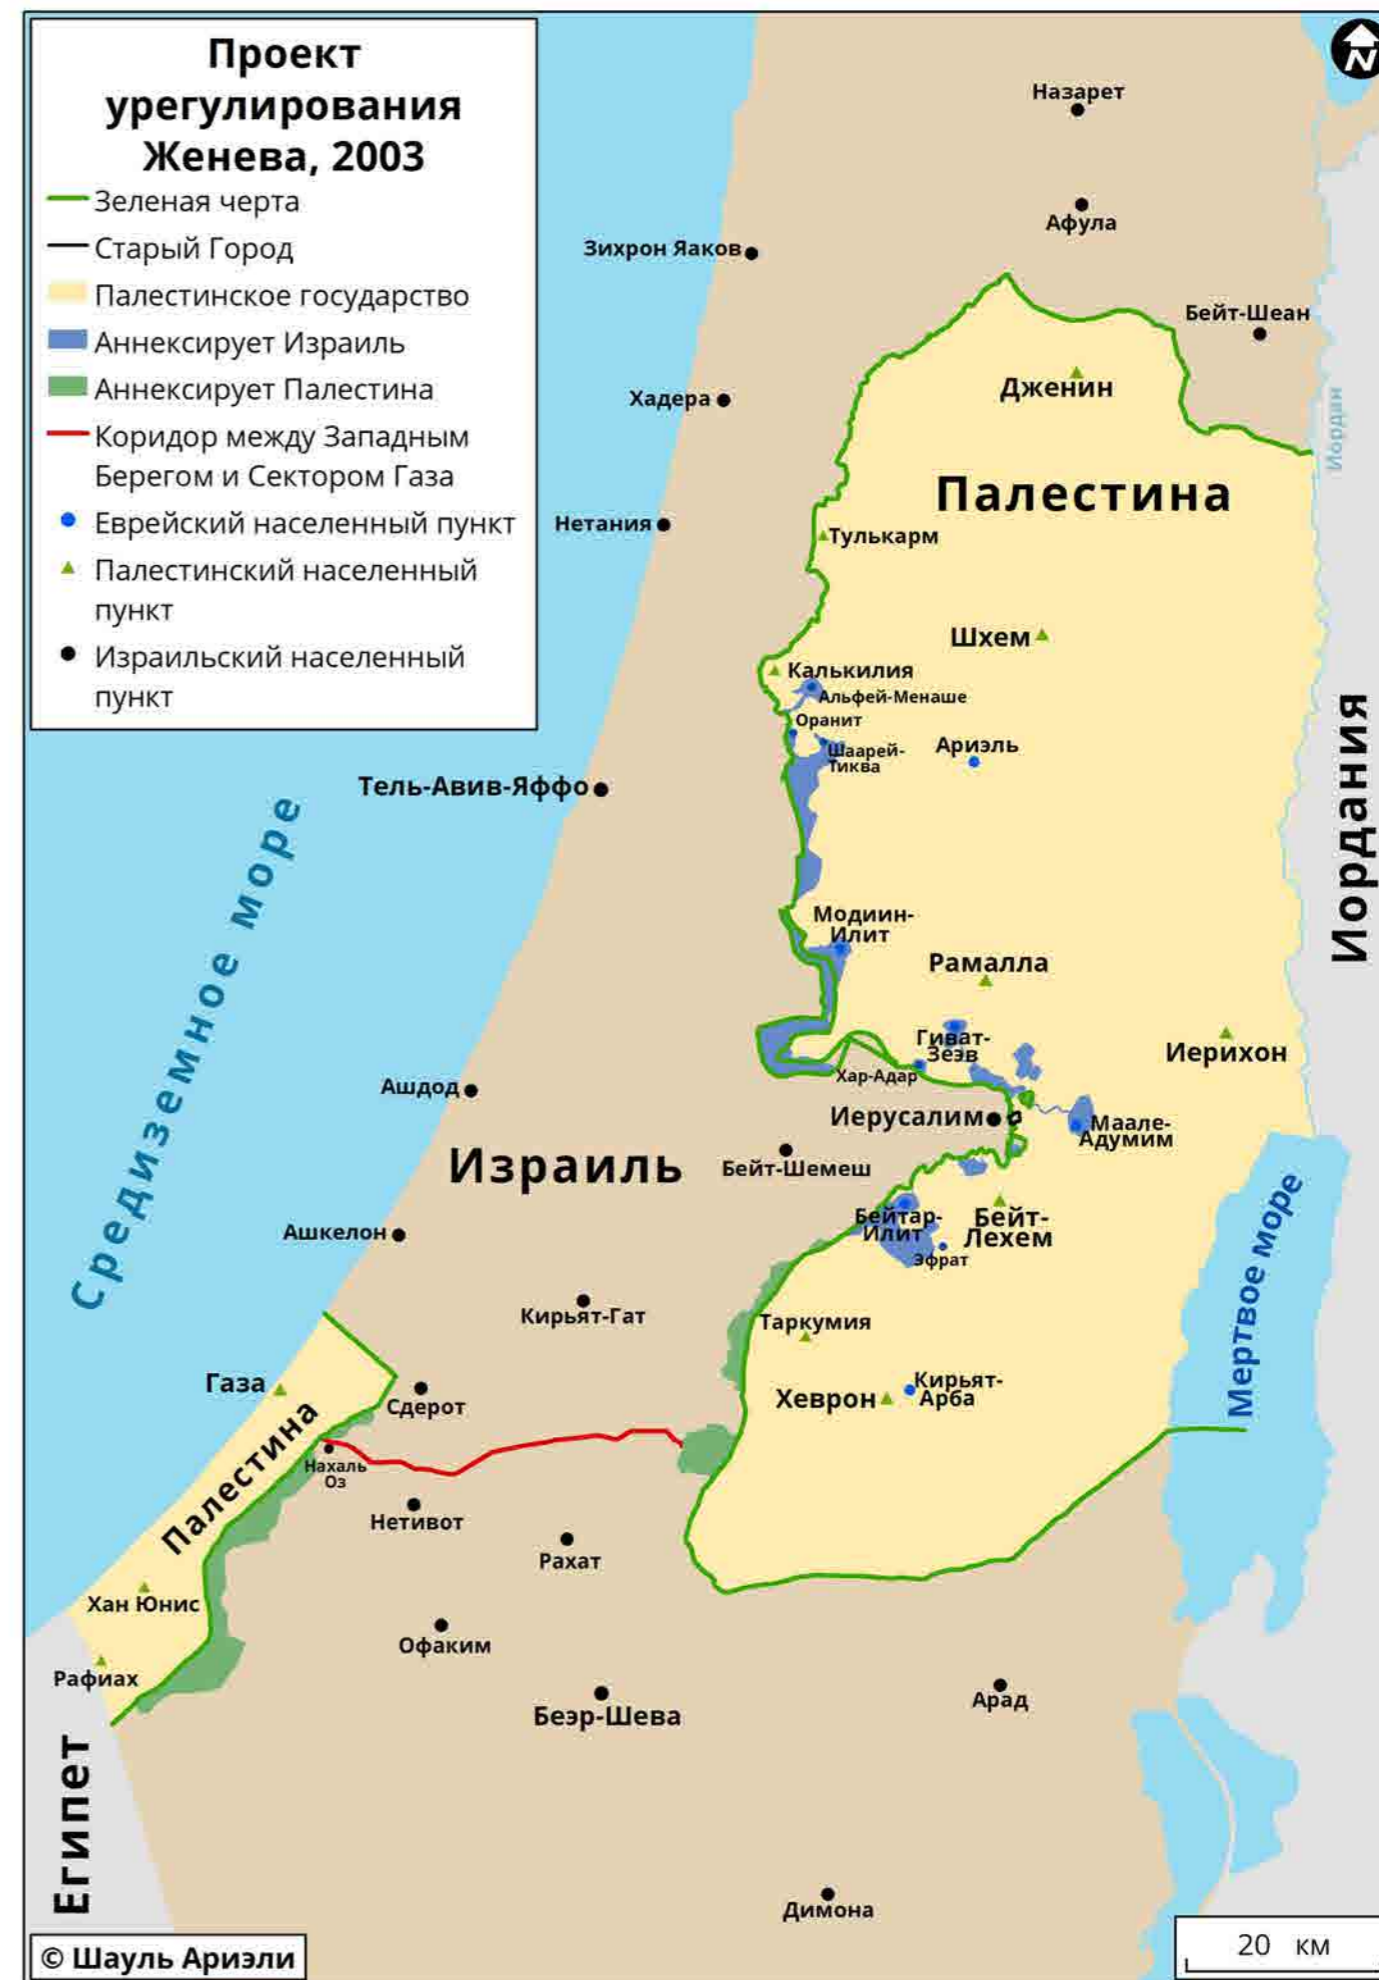 Проект
урегулирования
Женева, 2003
Зеленая черта
Старый Город
Палестинское государство
Аннексирует Израиль
Аннексирует Палестина
Коридор между Западным
Берегом и Сектором Газа
Еврейский населенный пункт
Палестинский населенный
пункт
Израильский населенный
пункт
N
Назарет
Афула
Зихрон Яаков
Бейт-Шеан
Дженин
Хадера
Иордан
Палестина
Нетания
Тулькарм
Шхем
Калькилия
Альфей-Менаше
Оранит
Шаарей-
Тиква
Ариэль
Иордания
Тель-Авив-Яффо
Средиземное море
Модиин-
Илит
Рамалла
Гиват-
Зеэв
Иерихон
Хар-Адар
Ашдод
Иерусалим
Маале-
Адумим
Израиль
Бейт-Шемеш
Мертвое море
Бейтар-
Илит
Бейт-
Лехем
Ашкелон
Эфрат
Кирьят-Гат
Таркумия
Газа
Сдерот
Хеврон
Кирьят-
Арба
Палестина
Нахаль
Оз
Нетивот
Рахат
Хан Юнис
Офаким
Рафиах
Беэр-Шева
Арад
Египет
Димона
© Шауль Ариэли
20 км